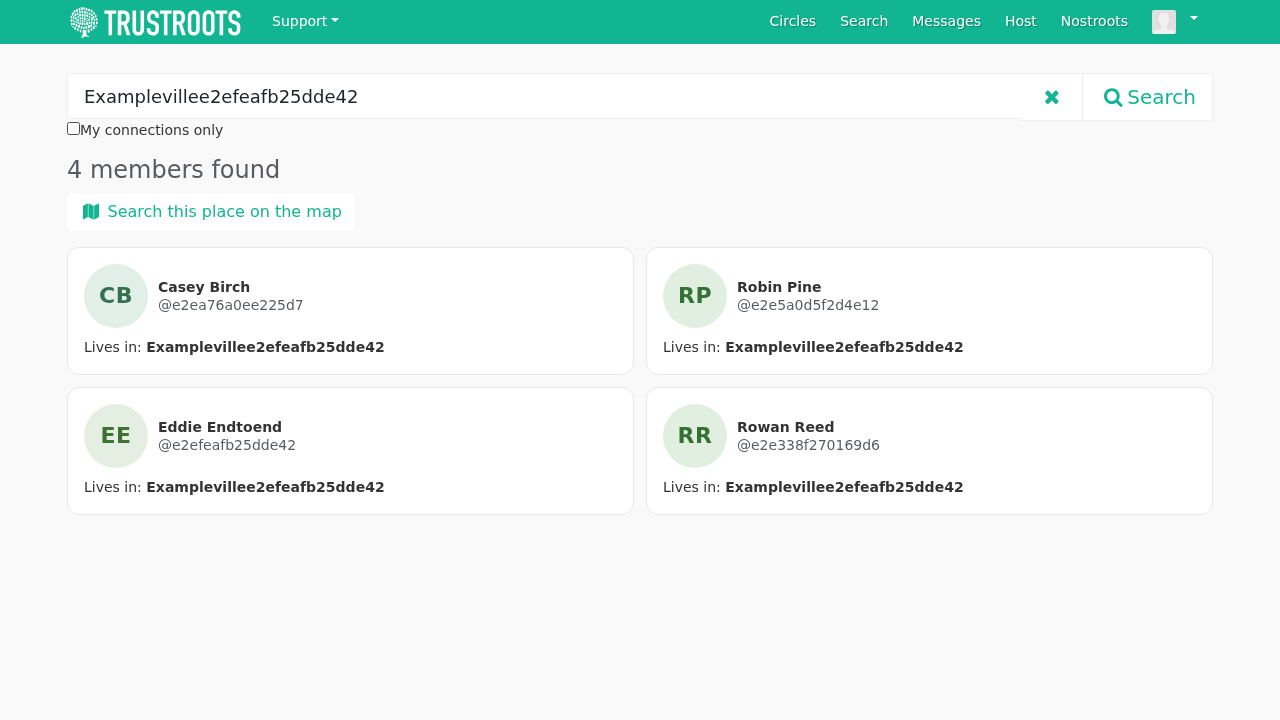 TRUSTROOTS Support Circles Search Messages Host Nostroots
Examplevillee2efeafb25dde42 Search
My connections only
4 members found
Search this place on the map
CB Casey Birch
@e2ea76a0ee225d7
Lives in: Examplevillee2efeafb25dde42
RP Robin Pine
@e2e5a0d5f2d4e12
Lives in: Examplevillee2efeafb25dde42
EE Eddie Endtoend
@e2efeafb25dde42
Lives in: Examplevillee2efeafb25dde42
RR Rowan Reed
@e2e338f270169d6
Lives in: Examplevillee2efeafb25dde42